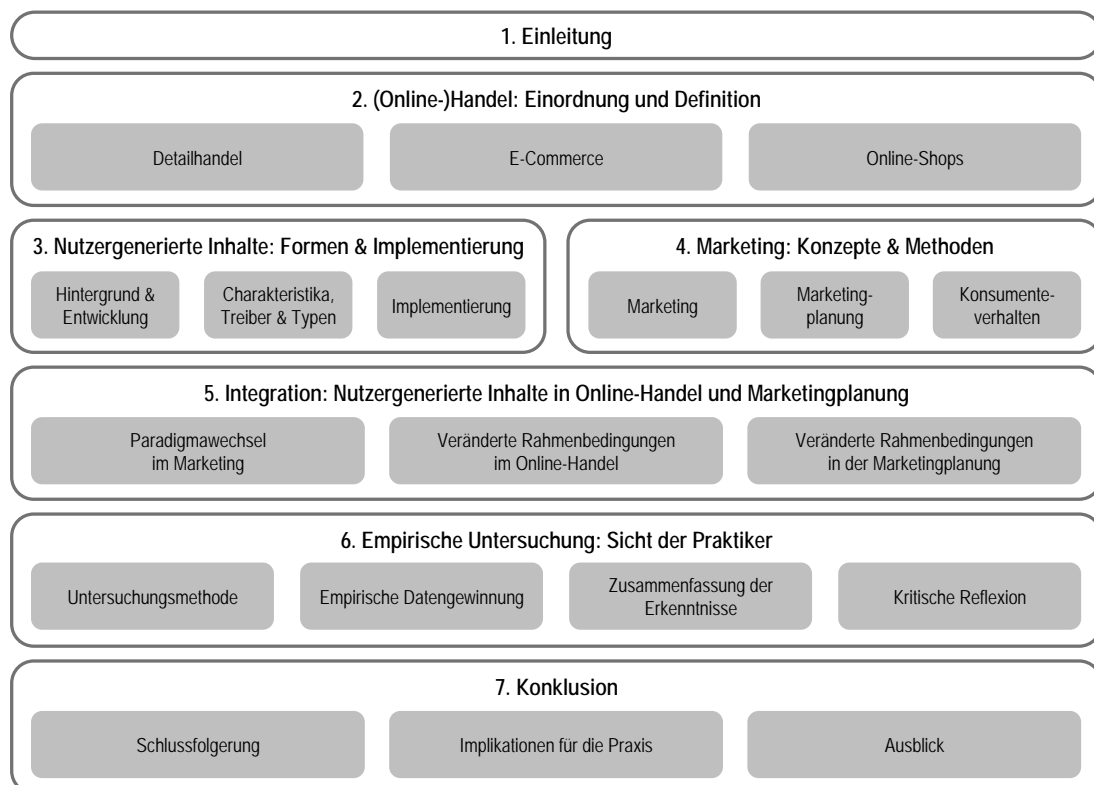 1. Einleitung
2. (Online-)Handel: Einordnung und Definition
Detailhandel
E-Commerce
Online-Shops
3. Nutzergenerierte Inhalte: Formen & Implementierung
Hintergrund &
Entwicklung
Charakteristika,
Treiber & Typen
Implementierung
4. Marketing: Konzepte & Methoden
Marketing
Marketing-
planung
Konsumente-
verhalten
5. Integration: Nutzergenerierte Inhalte in Online-Handel und Marketingplanung
Paradigmawechsel
im Marketing
Veränderte Rahmenbedingungen
im Online-Handel
Veränderte Rahmenbedingungen
in der Marketingplanung
6. Empirische Untersuchung: Sicht der Praktiker
Untersuchungsmethode
Empirische Datengewinnung
Zusammenfassung der
Erkenntnisse
Kritische Reflexion
7. Konklusion
Schlussfolgerung
Implikationen für die Praxis
Ausblick